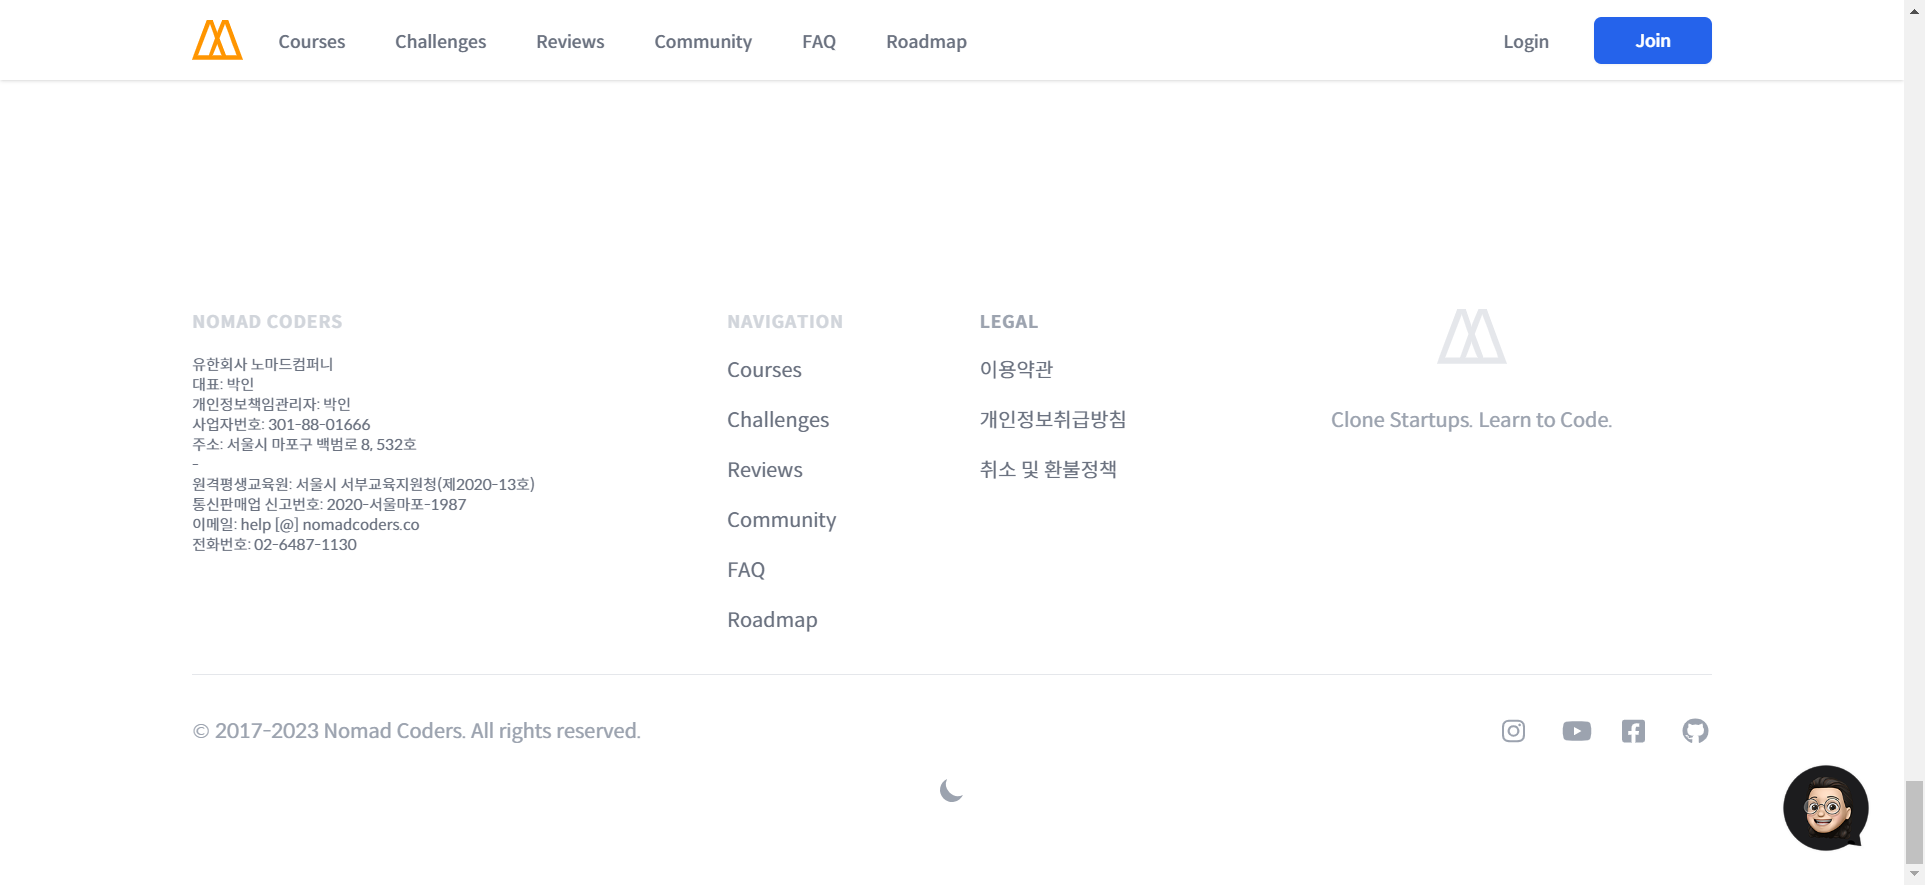 Courses Challenges Reviews Community FAQ Roadmap Login Join
NOMAD CODERS
유한회사 노마드컴퍼니
대표: 박인
개인정보책임관리자: 박인
사업자번호: 301-88-01666
주소: 서울시 마포구 백범로 8, 532호
-
원격평생교육원: 서울시 서부교육지원청(제2020-13호)
통신판매업 신고번호: 2020-서울마포-1987
이메일: help [@] nomadcoders.co
전화번호: 02-6487-1130
NAVIGATION
Courses
Challenges
Reviews
Community
FAQ
Roadmap
LEGAL
이용약관
개인정보취급방침
취소 및 환불정책
Clone Startups. Learn to Code.
© 2017-2023 Nomad Coders. All rights reserved.